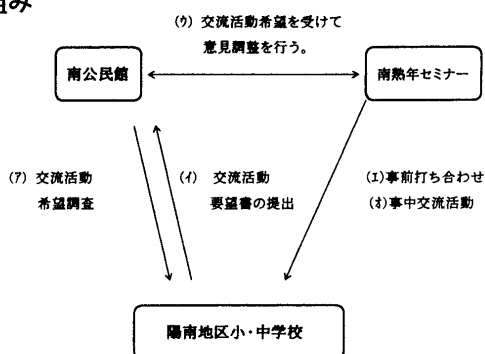 組み
(ｳ) 交流活動希望を受けて
意見調整を行う。
南公民館
南熟年セミナー
(ｱ) 交流活動
希望調査
(ｲ) 交流活動
要望書の提出
(ｴ)事前打ち合わせ
(ｵ)事中交流活動
陽南地区小・中学校